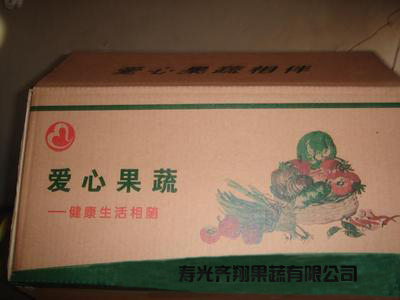 爱心果蔬相伴
爱心果蔬
——健康生活相随
寿光齐翔果蔬有限公司